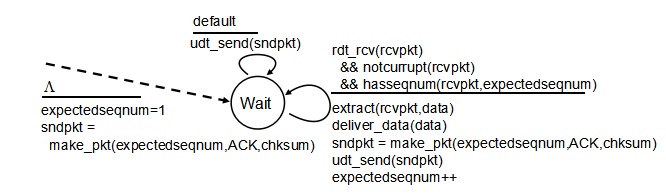 default
udt_send(sndpkt)
Λ
expectedseqnum=1
sndpkt =
make_pkt(expectedseqnum,ACK,chksum)
Wait
rdt_rcv(rcvpkt)
&& notcurrupt(rcvpkt)
&& hasseqnum(rcvpkt,expectedseqnum)
extract(rcvpkt,data)
deliver_data(data)
sndpkt = make_pkt(expectedseqnum,ACK,chksum)
udt_send(sndpkt)
expectedseqnum++